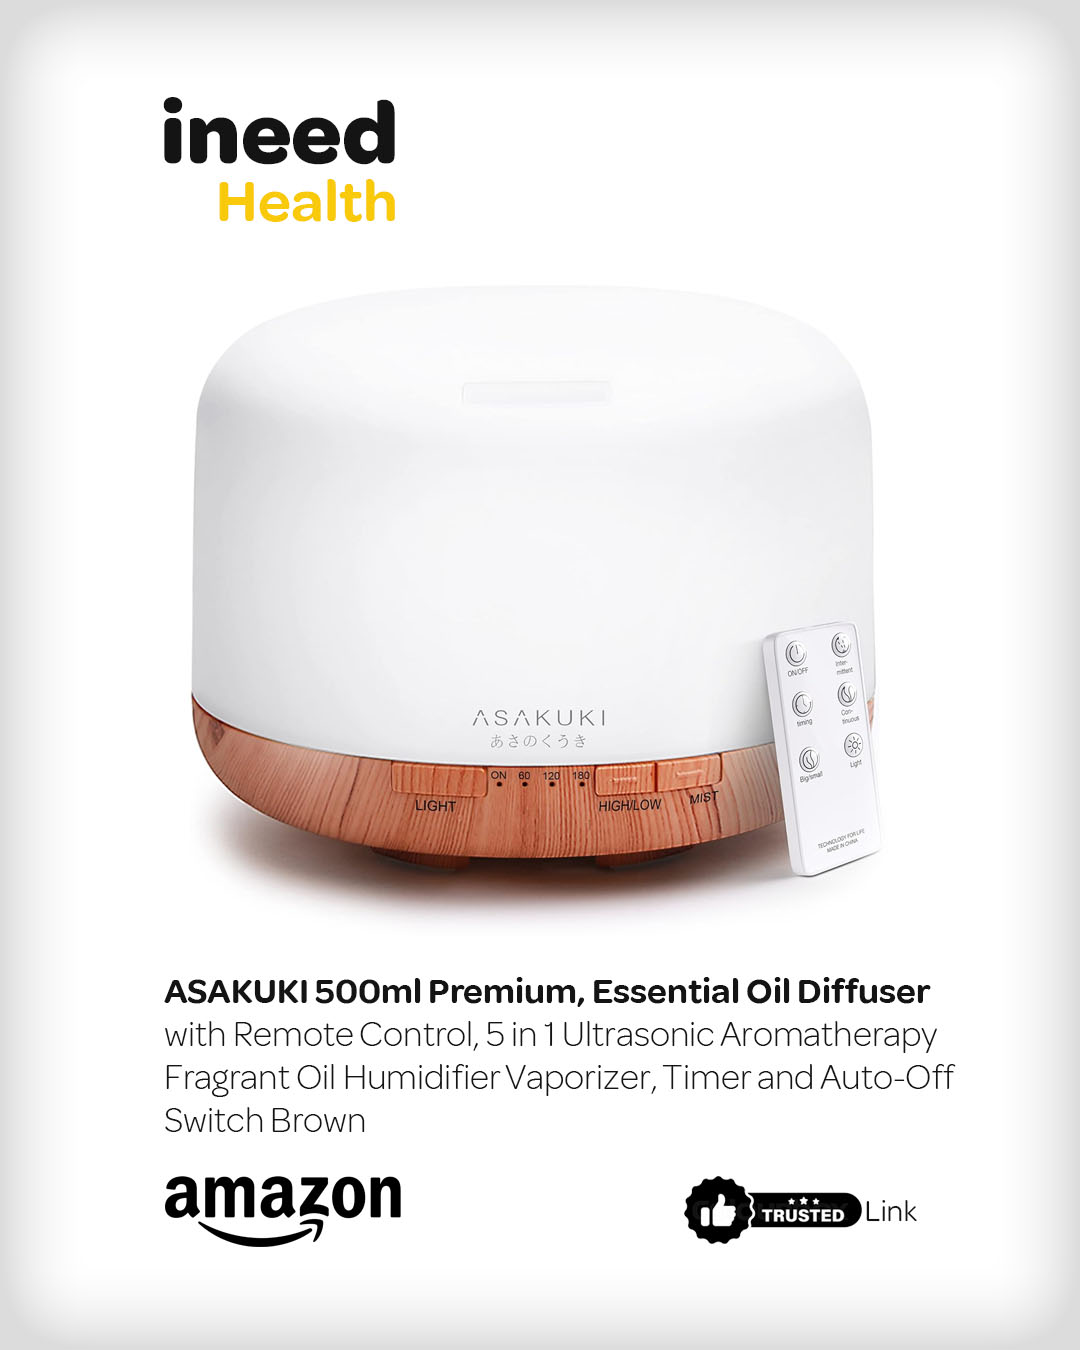 ineed
Health
ASAKUKI
あさのくうき
ON 60 120 180
LIGHT
HIGH/LOW
MIST
ON/OFF
Inter-
mittent
timing
Con-
tinuous
Big/small
Light
TECHNOLOGY FOR LIFE
MADE IN CHINA
ASAKUKI 500ml Premium, Essential Oil Diffuser
with Remote Control, 5 in 1 Ultrasonic Aromatherapy
Fragrant Oil Humidifier Vaporizer, Timer and Auto-Off
Switch Brown
amazon
TRUSTED Link